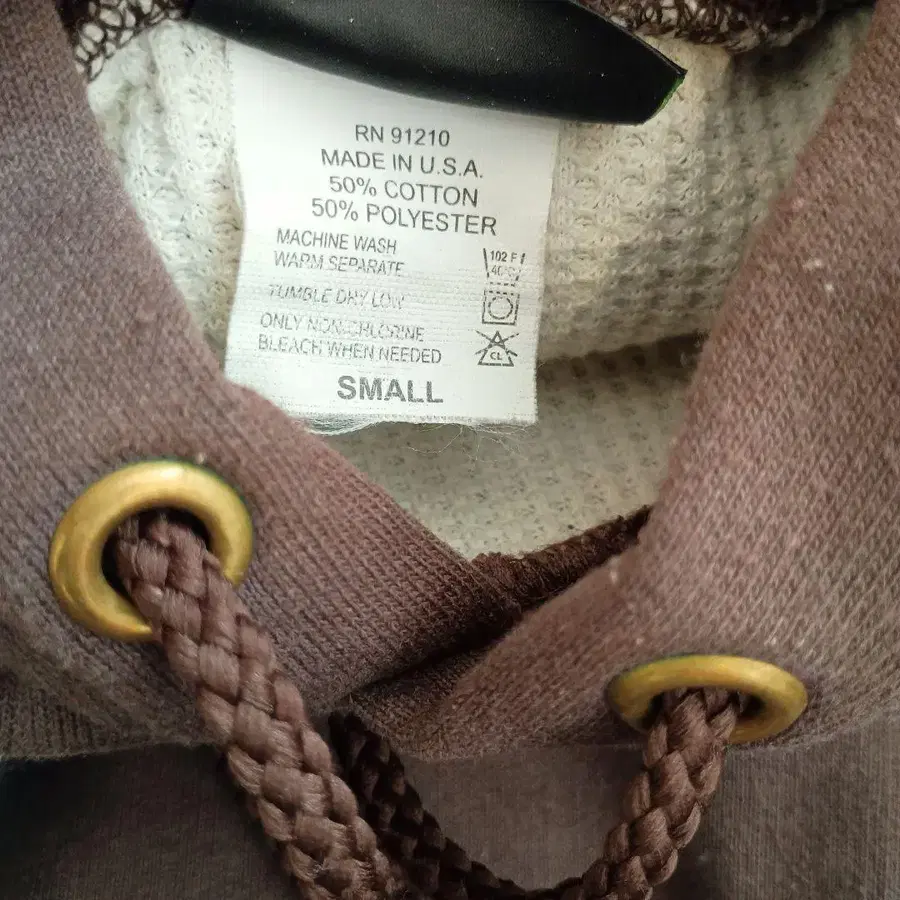 RN 91210
MADE IN U.S.A.
50% COTTON
50% POLYESTER
MACHINE WASH
WARM SEPARATE
102 F
40°C
TUMBLE DRY LOW
ONLY NON-CHLORINE
BLEACH WHEN NEEDED
CL
SMALL